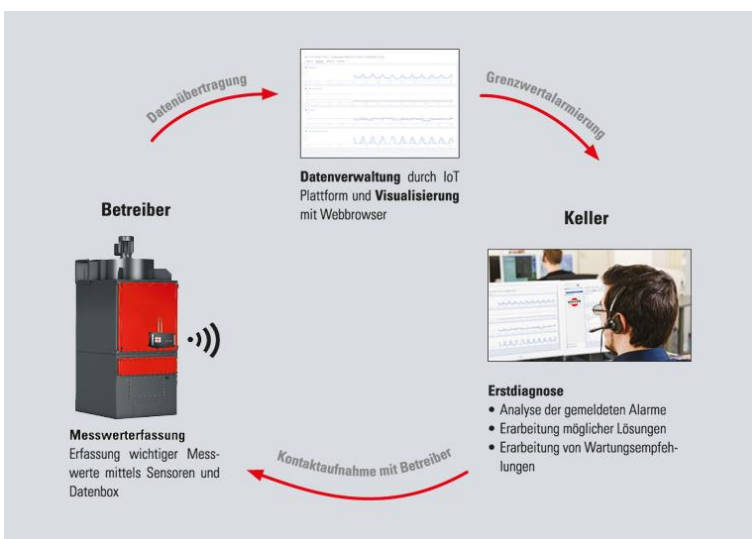 Datenübertragung
Grenzwertalarmierung
Datenverwaltung durch IoT
Plattform und Visualisierung
mit Webbrowser
Betreiber
Keller
Messwerterfassung
Erfassung wichtiger Mess-
werte mittels Sensoren und
Datenbox
Erstdiagnose
• Analyse der gemeldeten Alarme
• Erarbeitung möglicher Lösungen
• Erarbeitung von Wartungsempfeh-
lungen
Kontaktaufnahme mit Betreiber